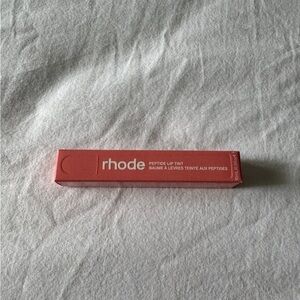 rhode
PEPTIDE LIP TINT
BAUME À LÈVRES TEINTÉ AUX PEPTIDES